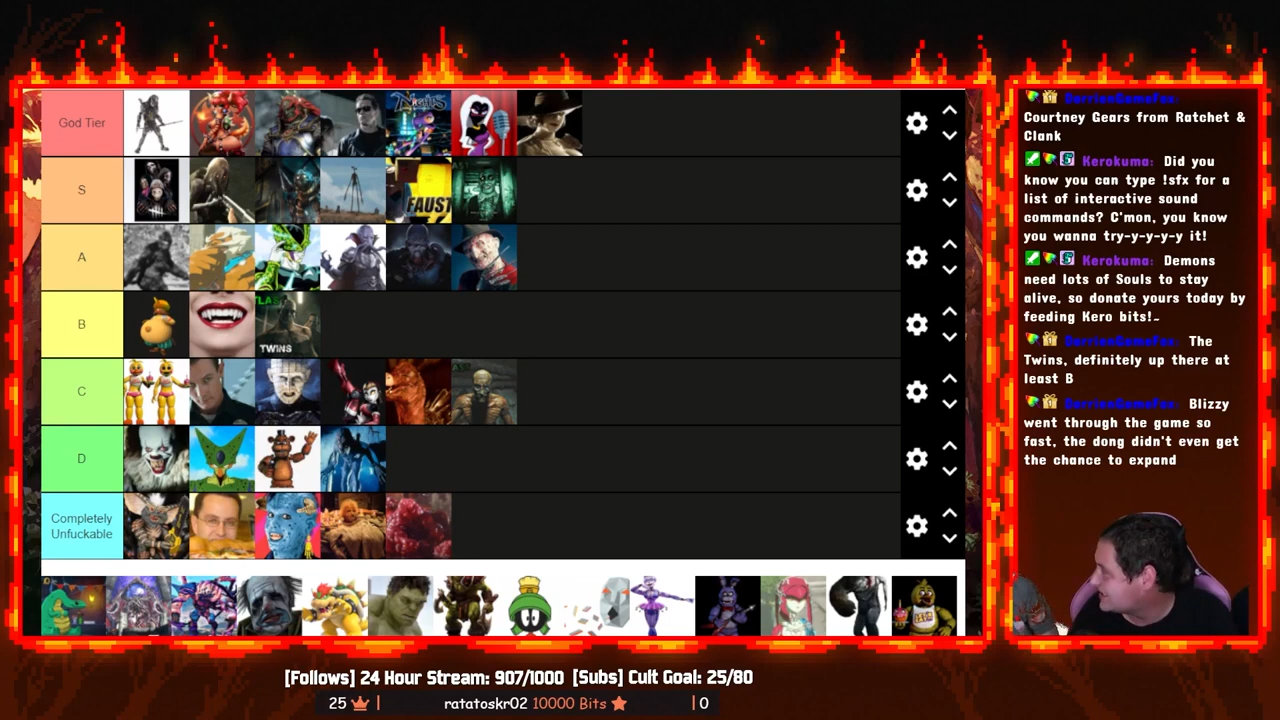 God Tier
NiGHTS
S
FAUST
A
B
TWINS
C
D
Completely
Unfuckable
DorrionGameFox:
Courtney Gears from Ratchet &
Clank
Kerokuma: Did you
know you can type !sfx for a
list of interactive sound
commands? C'mon, you know
you wanna try-y-y-y-y it!
Kerokuma: Demons
need lots of Souls to stay
alive, so donate yours today by
feeding Kero bits!~
The
Twins, definitely up there at
least B
Blizzy
went through the game so
fast, the dong didn't even get
the chance to expand
[Follows] 24 Hour Stream: 907/1000 [Subs] Cult Goal: 25/80
25 ratatoskr02 10000 Bits 0